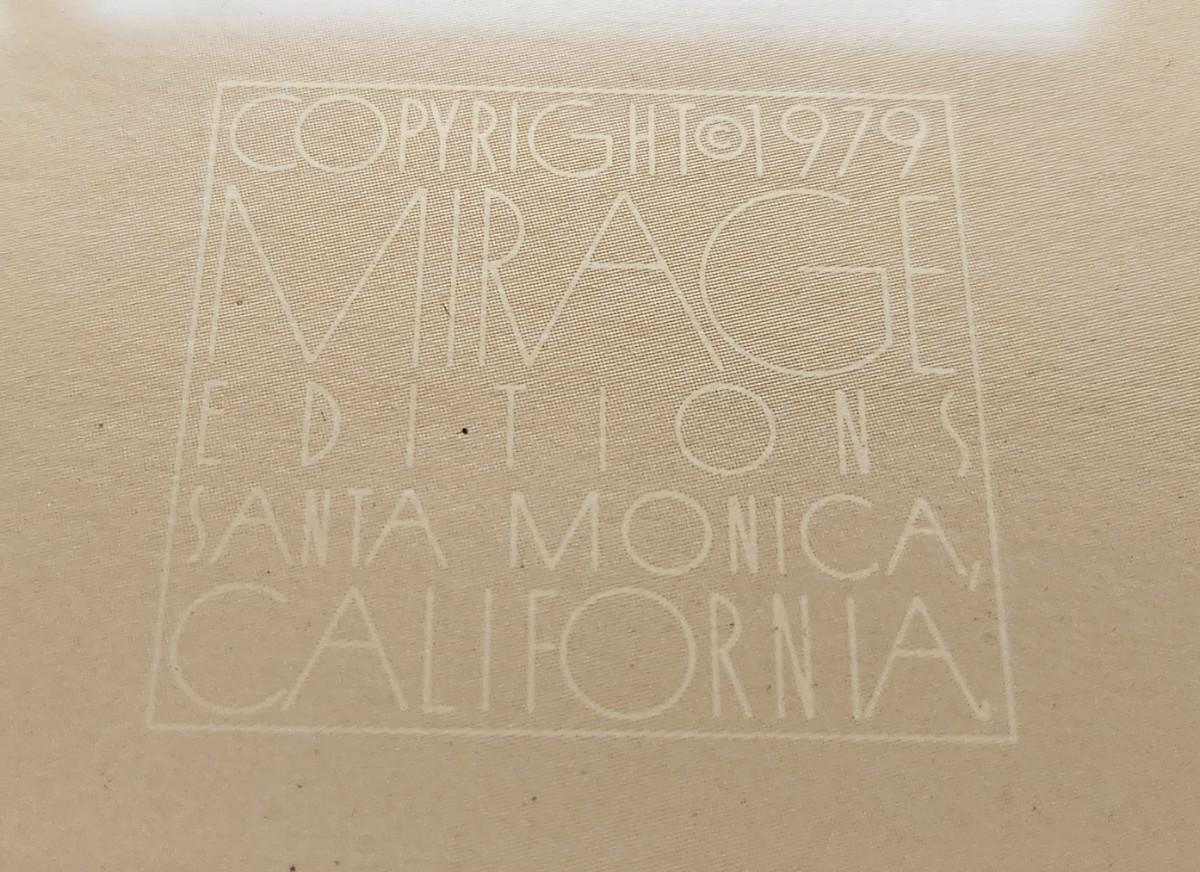 COPYRIGHT©1979
MIRAGE
EDITIONS
SANTA MONICA,
CALIFORNIA.